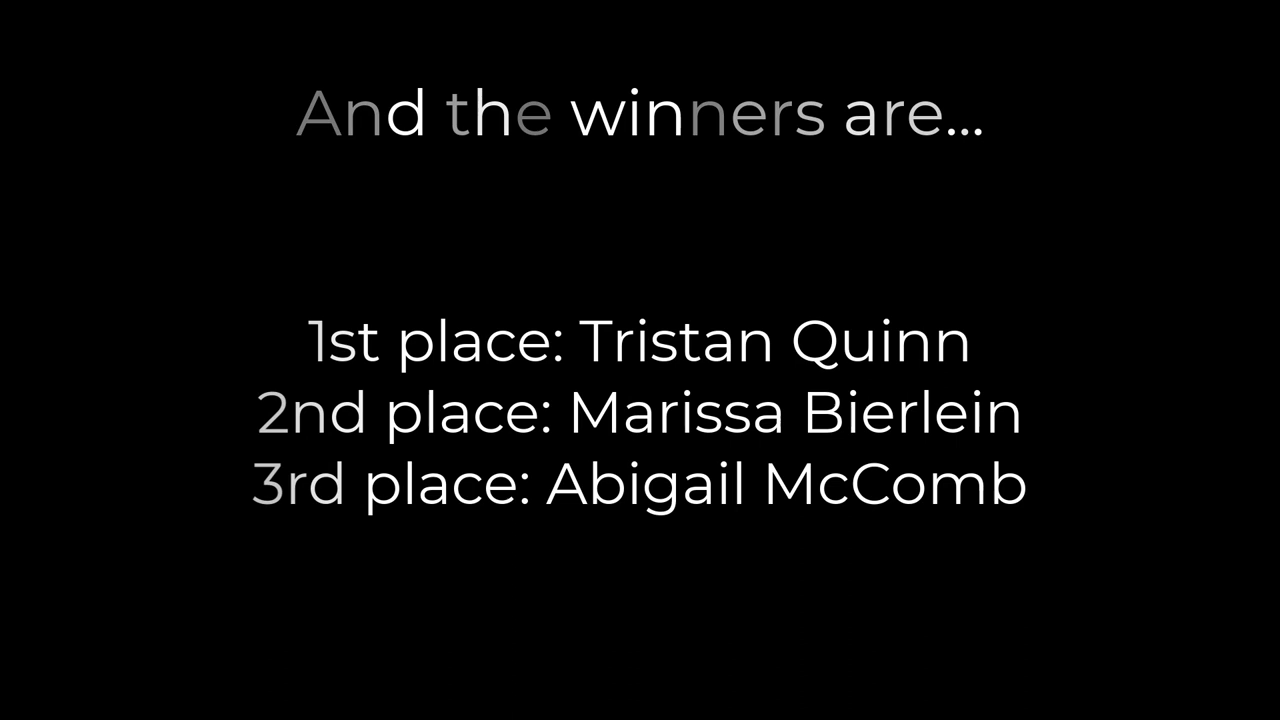 And the winners are...
1st place: Tristan Quinn
2nd place: Marissa Bierlein
3rd place: Abigail McComb